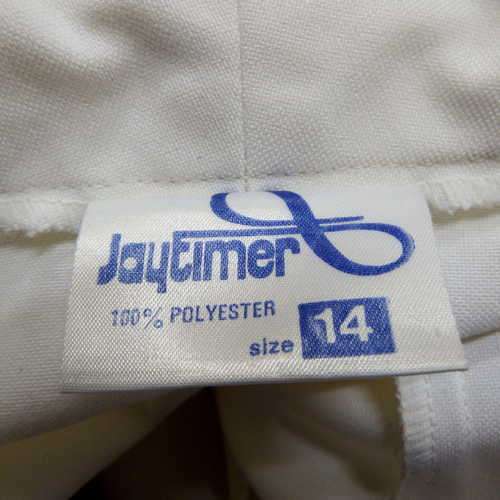 Jaytimer
100% POLYESTER
size 14